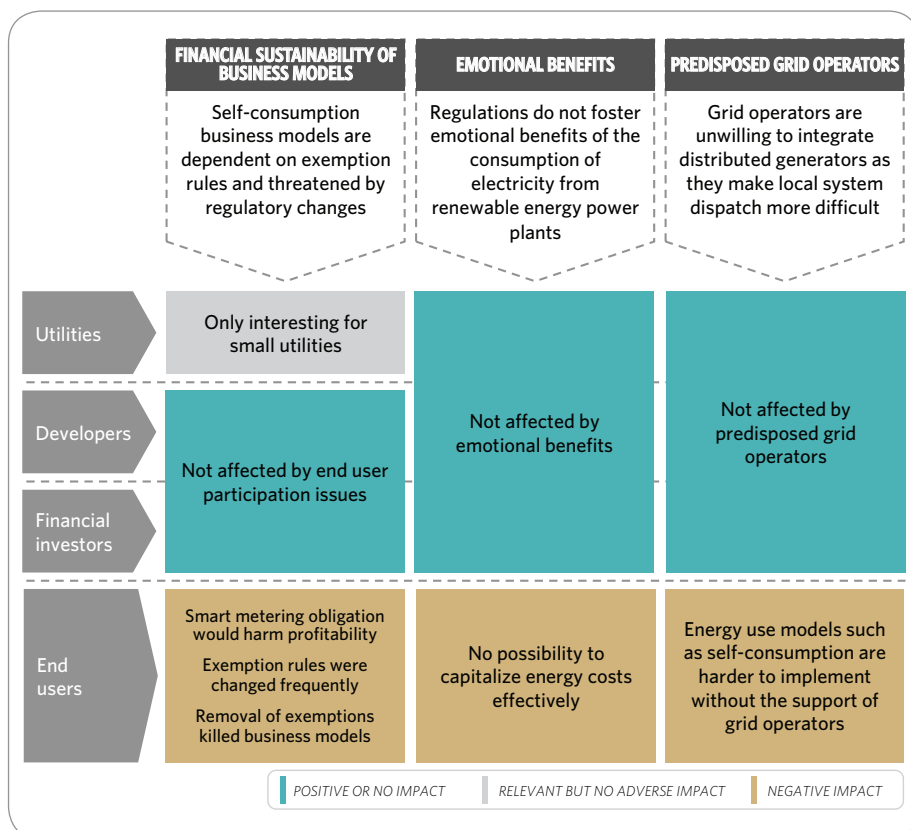 FINANCIAL SUSTAINABILITY OF
BUSINESS MODELS
Self-consumption
business models are
dependent on exemption
rules and threatened by
regulatory changes
EMOTIONAL BENEFITS
Regulations do not foster
emotional benefits of the
consumption of
electricity from
renewable energy power
plants
PREDISPOSED GRID OPERATORS
Grid operators are
unwilling to integrate
distributed generators as
they make local system
dispatch more difficult
Utilities
Only interesting for
small utilities
Developers
Not affected by end user
participation issues
Not affected by
emotional benefits
Not affected by
predisposed grid
operators
Financial
investors
End
users
Smart metering obligation
would harm profitability
Exemption rules were
changed frequently
Removal of exemptions
killed business models
No possibility to
capitalize energy costs
effectively
Energy use models such
as self-consumption are
harder to implement
without the support of
grid operators
POSITIVE OR NO IMPACT
RELEVANT BUT NO ADVERSE IMPACT
NEGATIVE IMPACT